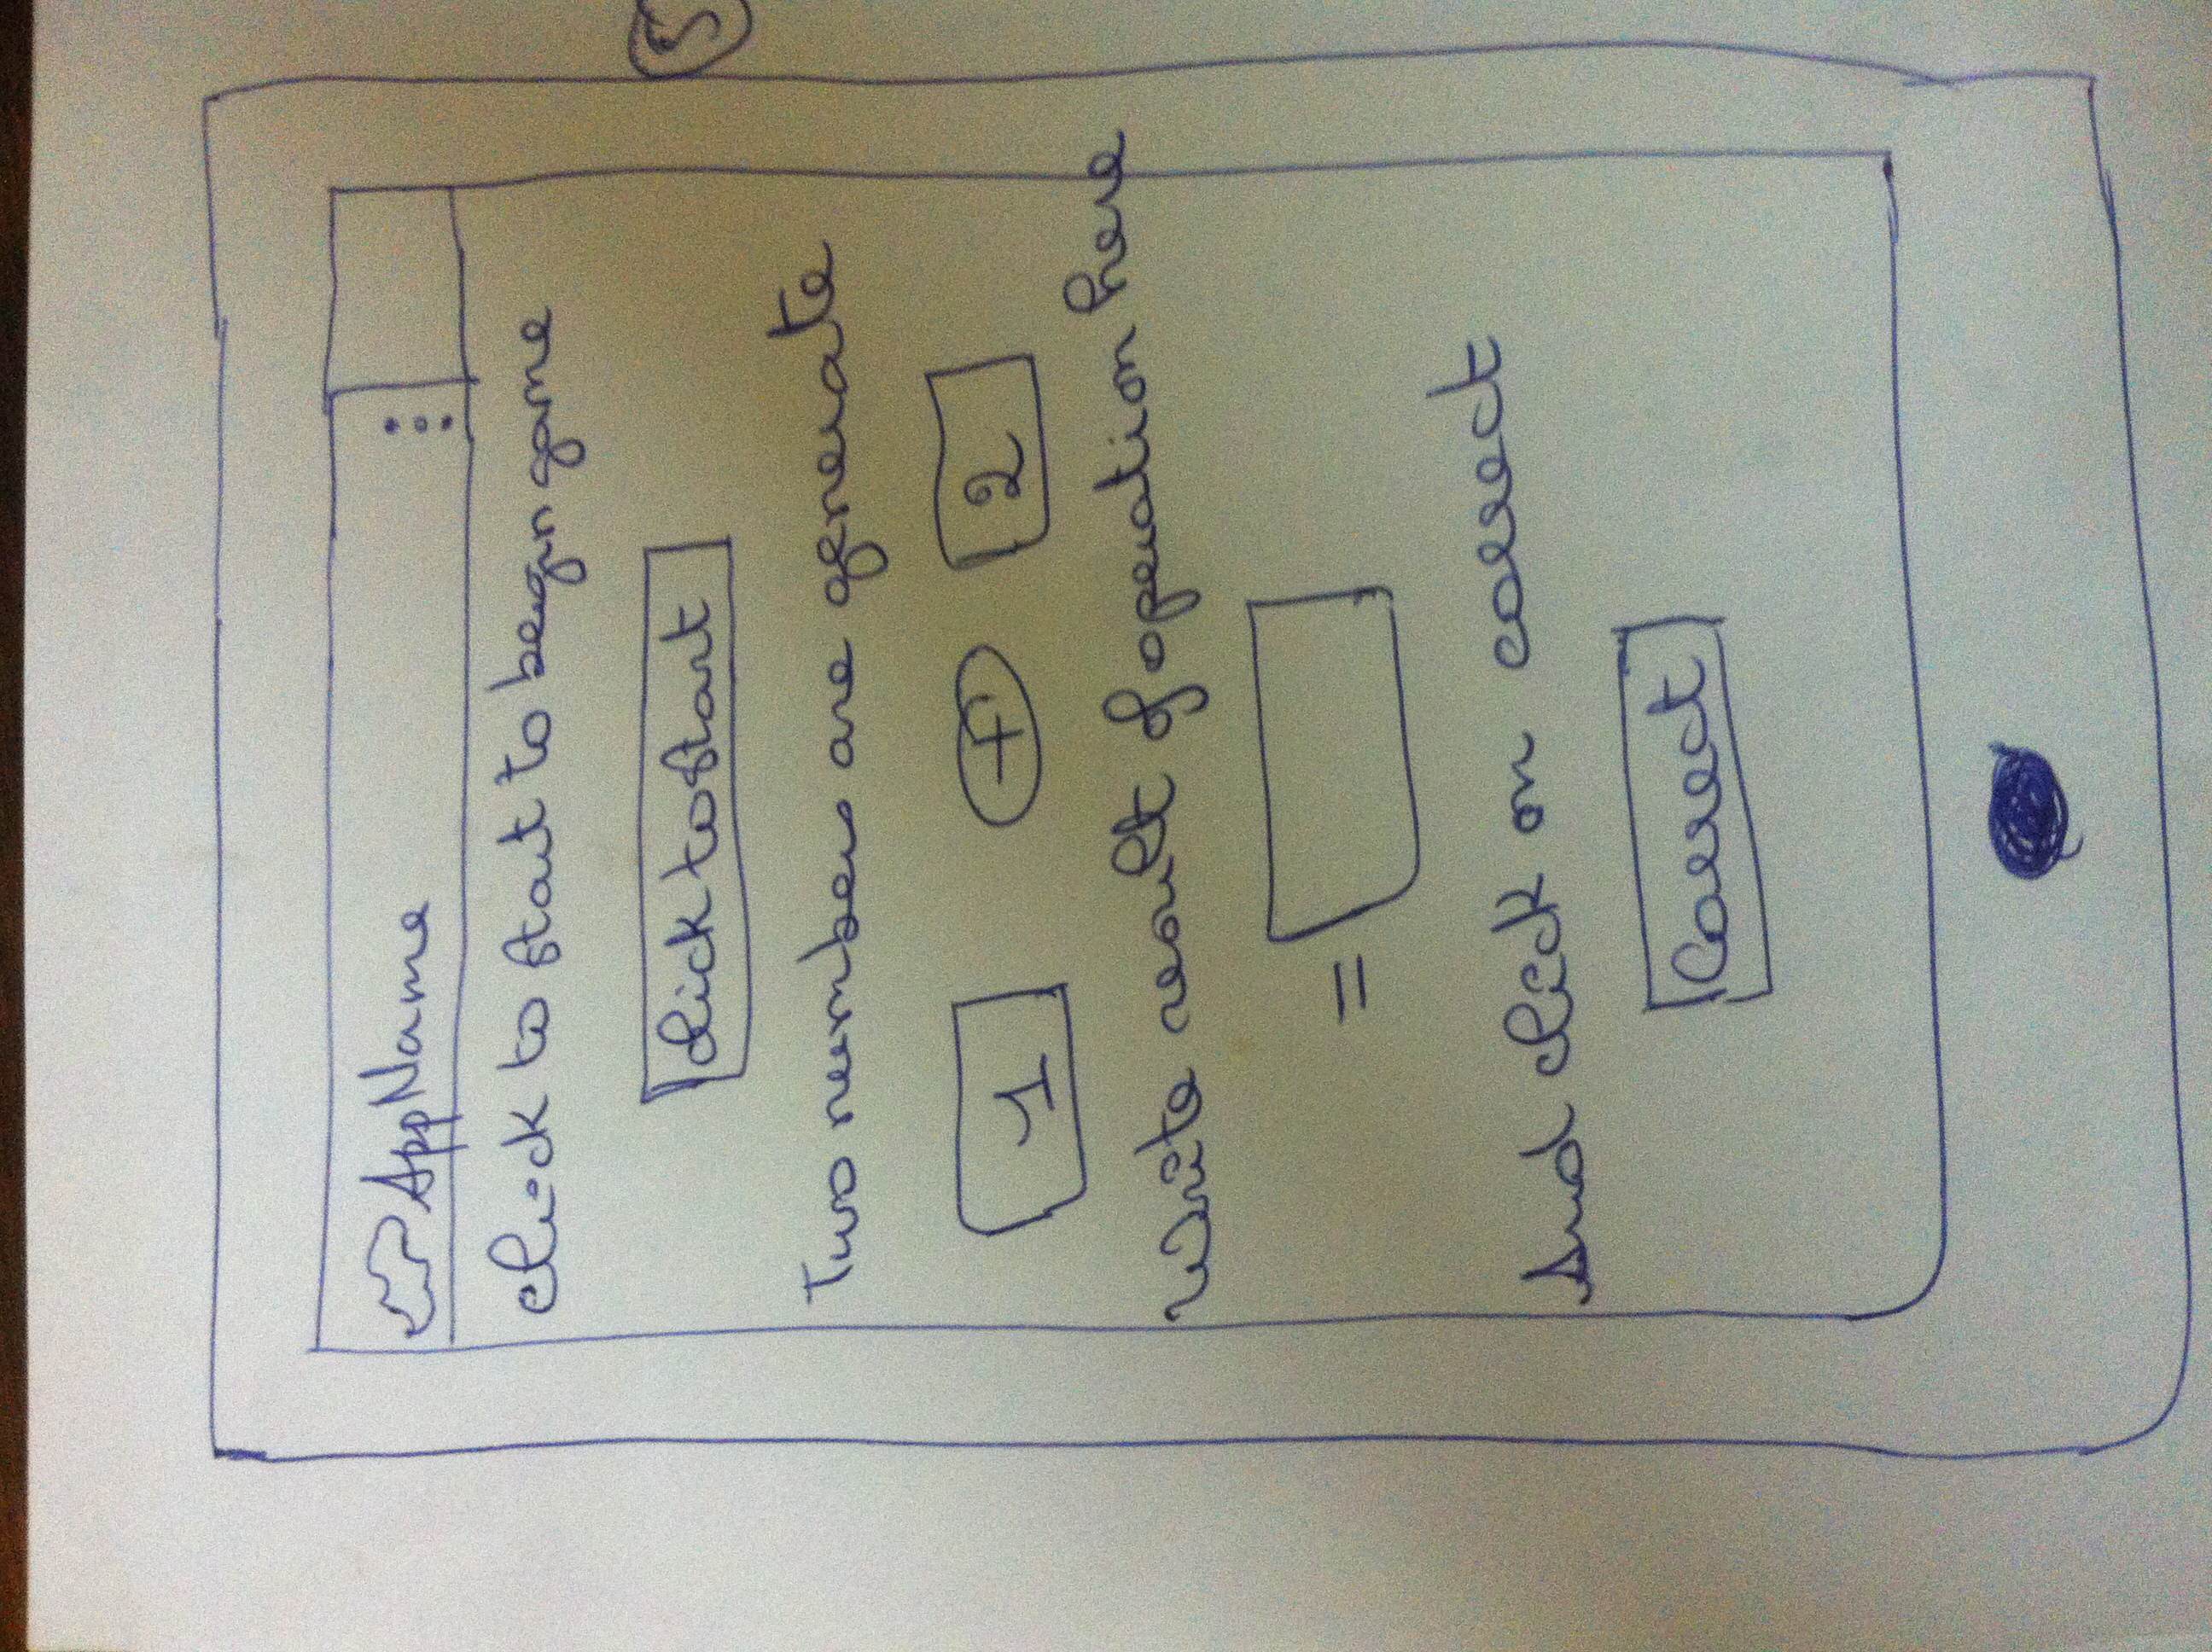 AppName
click to start to begin game
click to start
Two numbers are generate
1 + 2
Write result of operation here
=
And click on correct
Correct
5